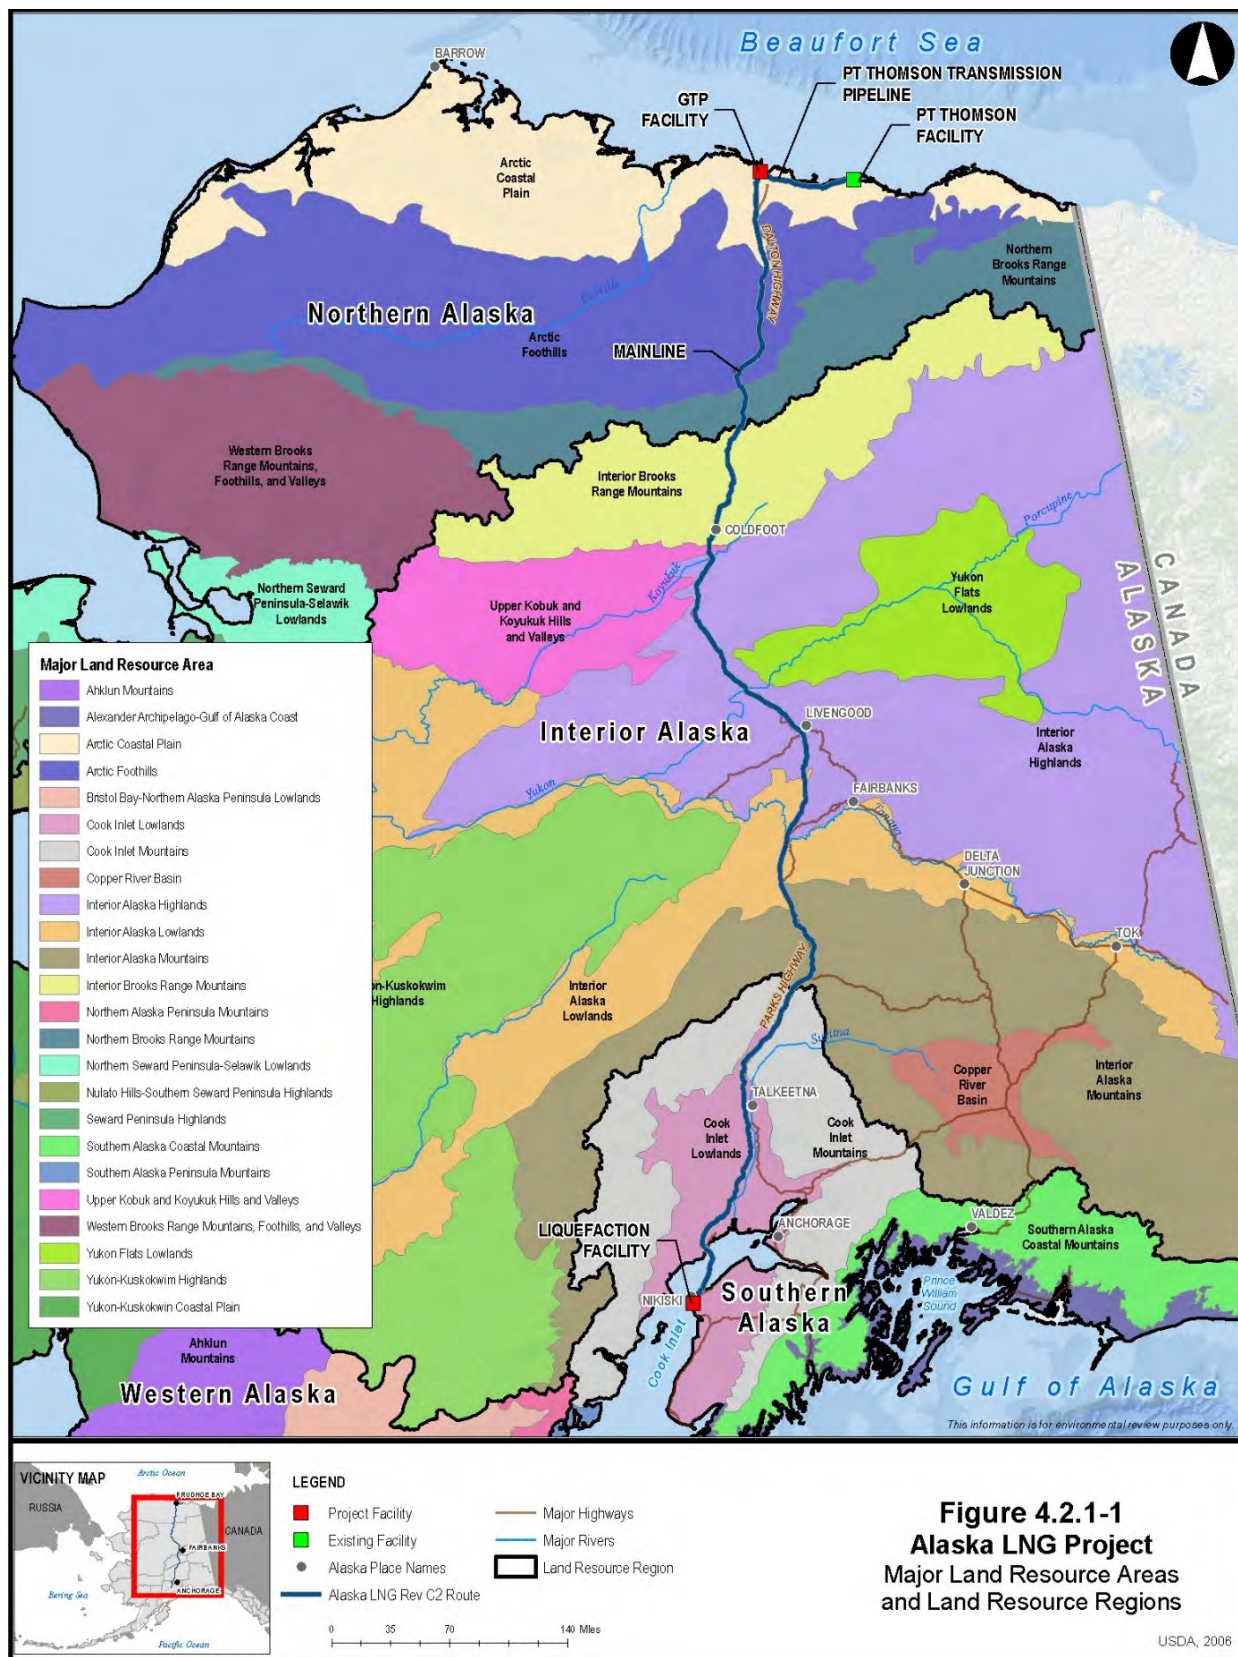 Beaufort Sea
BARROW
PT THOMSON TRANSMISSION
PIPELINE
GTP
FACILITY
PT THOMSON
FACILITY
Arctic
Coastal
Plain
DALTON HIGHWAY
Northern
Brooks Range
Mountains
Northern Alaska
Colville
Arctic
Foothills
MAINLINE
Western Brooks
Range Mountains,
Foothills, and Valleys
Interior Brooks
Range Mountains
COLDFOOT
Porcupine
CANADA
ALASKA
Koyukuk
Yukon
Flats
Lowlands
Northern Seward
Peninsula-Selawik
Lowlands
Upper Kobuk and
Koyukuk Hills
and Valleys
LIVENGOOD
Interior Alaska
Interior
Alaska
Highlands
Yukon
FAIRBANKS
Tanana
DELTA
JUNCTION
TOK
on-Kuskokwim
Highlands
Interior
Alaska
Lowlands
PARKS HIGHWAY
Susitna
Copper
River
Basin
Interior
Alaska
Mountains
TALKEETNA
Cook
Inlet
Lowlands
Cook
Inlet
Mountains
ANCHORAGE
VALDEZ
Southern Alaska
Coastal Mountains
LIQUEFACTION
FACILITY
NIKISKI
Southern
Alaska
Prince
William
Sound
Cook Inlet
Ahklun
Mountains
Western Alaska
Gulf of Alaska
This information is for environmental review purposes only.
Major Land Resource Area
Ahklun Mountains
Alexander Archipelago-Gulf of Alaska Coast
Arctic Coastal Plain
Arctic Foothills
Bristol Bay-Northern Alaska Peninsula Lowlands
Cook Inlet Lowlands
Cook Inlet Mountains
Copper River Basin
Interior Alaska Highlands
Interior Alaska Lowlands
Interior Alaska Mountains
Interior Brooks Range Mountains
Northern Alaska Peninsula Mountains
Northern Brooks Range Mountains
Northern Seward Peninsula-Selawik Lowlands
Nulato Hills-Southern Seward Peninsula Highlands
Seward Peninsula Highlands
Southern Alaska Coastal Mountains
Southern Alaska Peninsula Mountains
Upper Kobuk and Koyukuk Hills and Valleys
Western Brooks Range Mountains, Foothills, and Valleys
Yukon Flats Lowlands
Yukon-Kuskokwim Highlands
Yukon-Kuskokwin Coastal Plain
VICINITY MAP
Arctic Ocean
RUSSIA
PRUDHOE BAY
CANADA
FAIRBANKS
ANCHORAGE
Bering Sea
Pacific Ocean
LEGEND
Project Facility
Existing Facility
Alaska Place Names
Alaska LNG Rev C2 Route
Major Highways
Major Rivers
Land Resource Region
0 35 70 140 Miles
Figure 4.2.1-1
Alaska LNG Project
Major Land Resource Areas
and Land Resource Regions
USDA, 2006